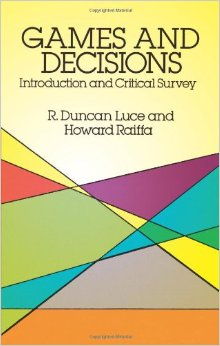 GAMES AND
DECISIONS
Introduction and Critical Survey
R. Duncan Luce and
Howard Raiffa